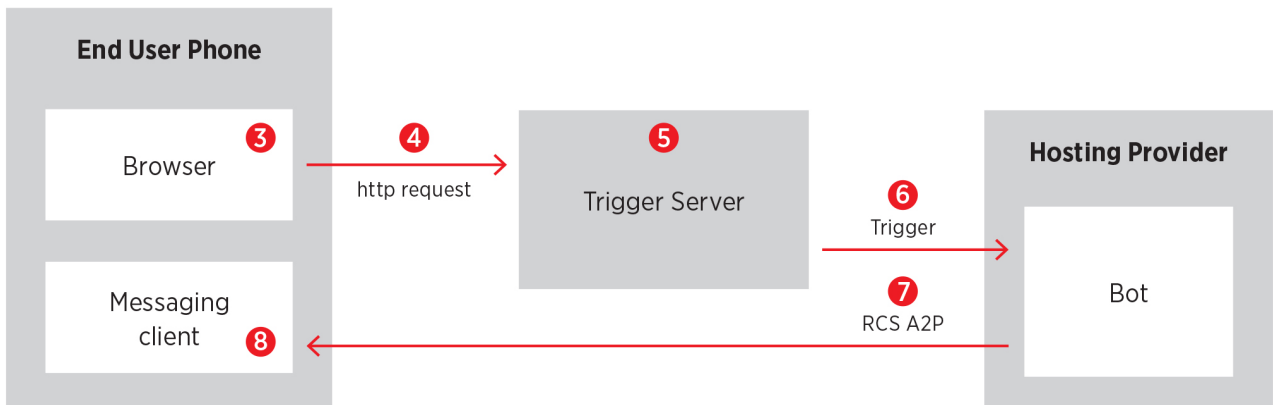 End User Phone
3
Browser
4
http request
5
Trigger Server
Hosting Provider
6
Trigger
7
RCS A2P
Bot
Messaging
client
8